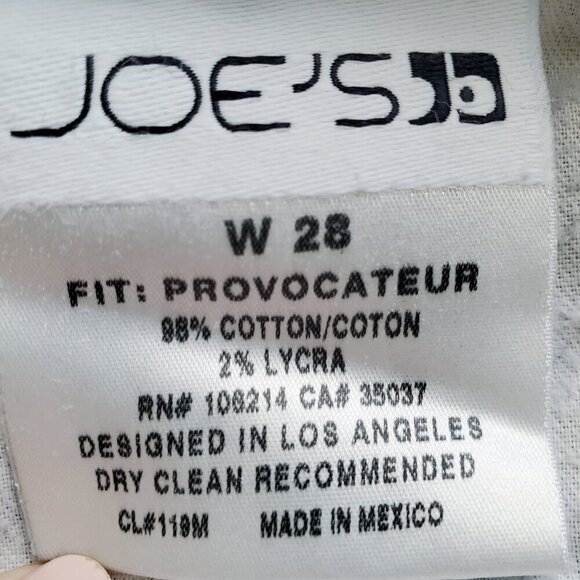 JOE'S
W 28
FIT: PROVOCATEUR
98% COTTON/COTON
2% LYCRA
RN# 106214 CA# 35037
DESIGNED IN LOS ANGELES
DRY CLEAN RECOMMENDED
CL#119M MADE IN MEXICO